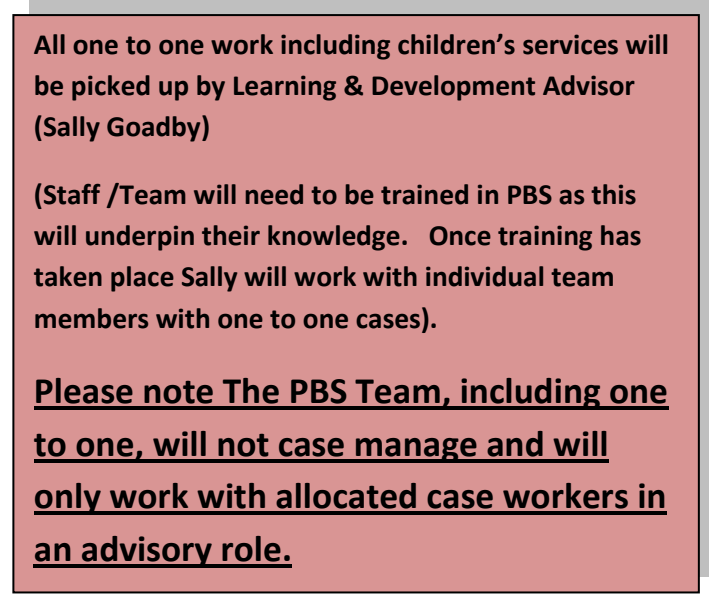 All one to one work including children’s services will
be picked up by Learning & Development Advisor
(Sally Goadby)
(Staff /Team will need to be trained in PBS as this
will underpin their knowledge.   Once training has
taken place Sally will work with individual team
members with one to one cases).
Please note The PBS Team, including one
to one, will not case manage and will
only work with allocated case workers in
an advisory role.